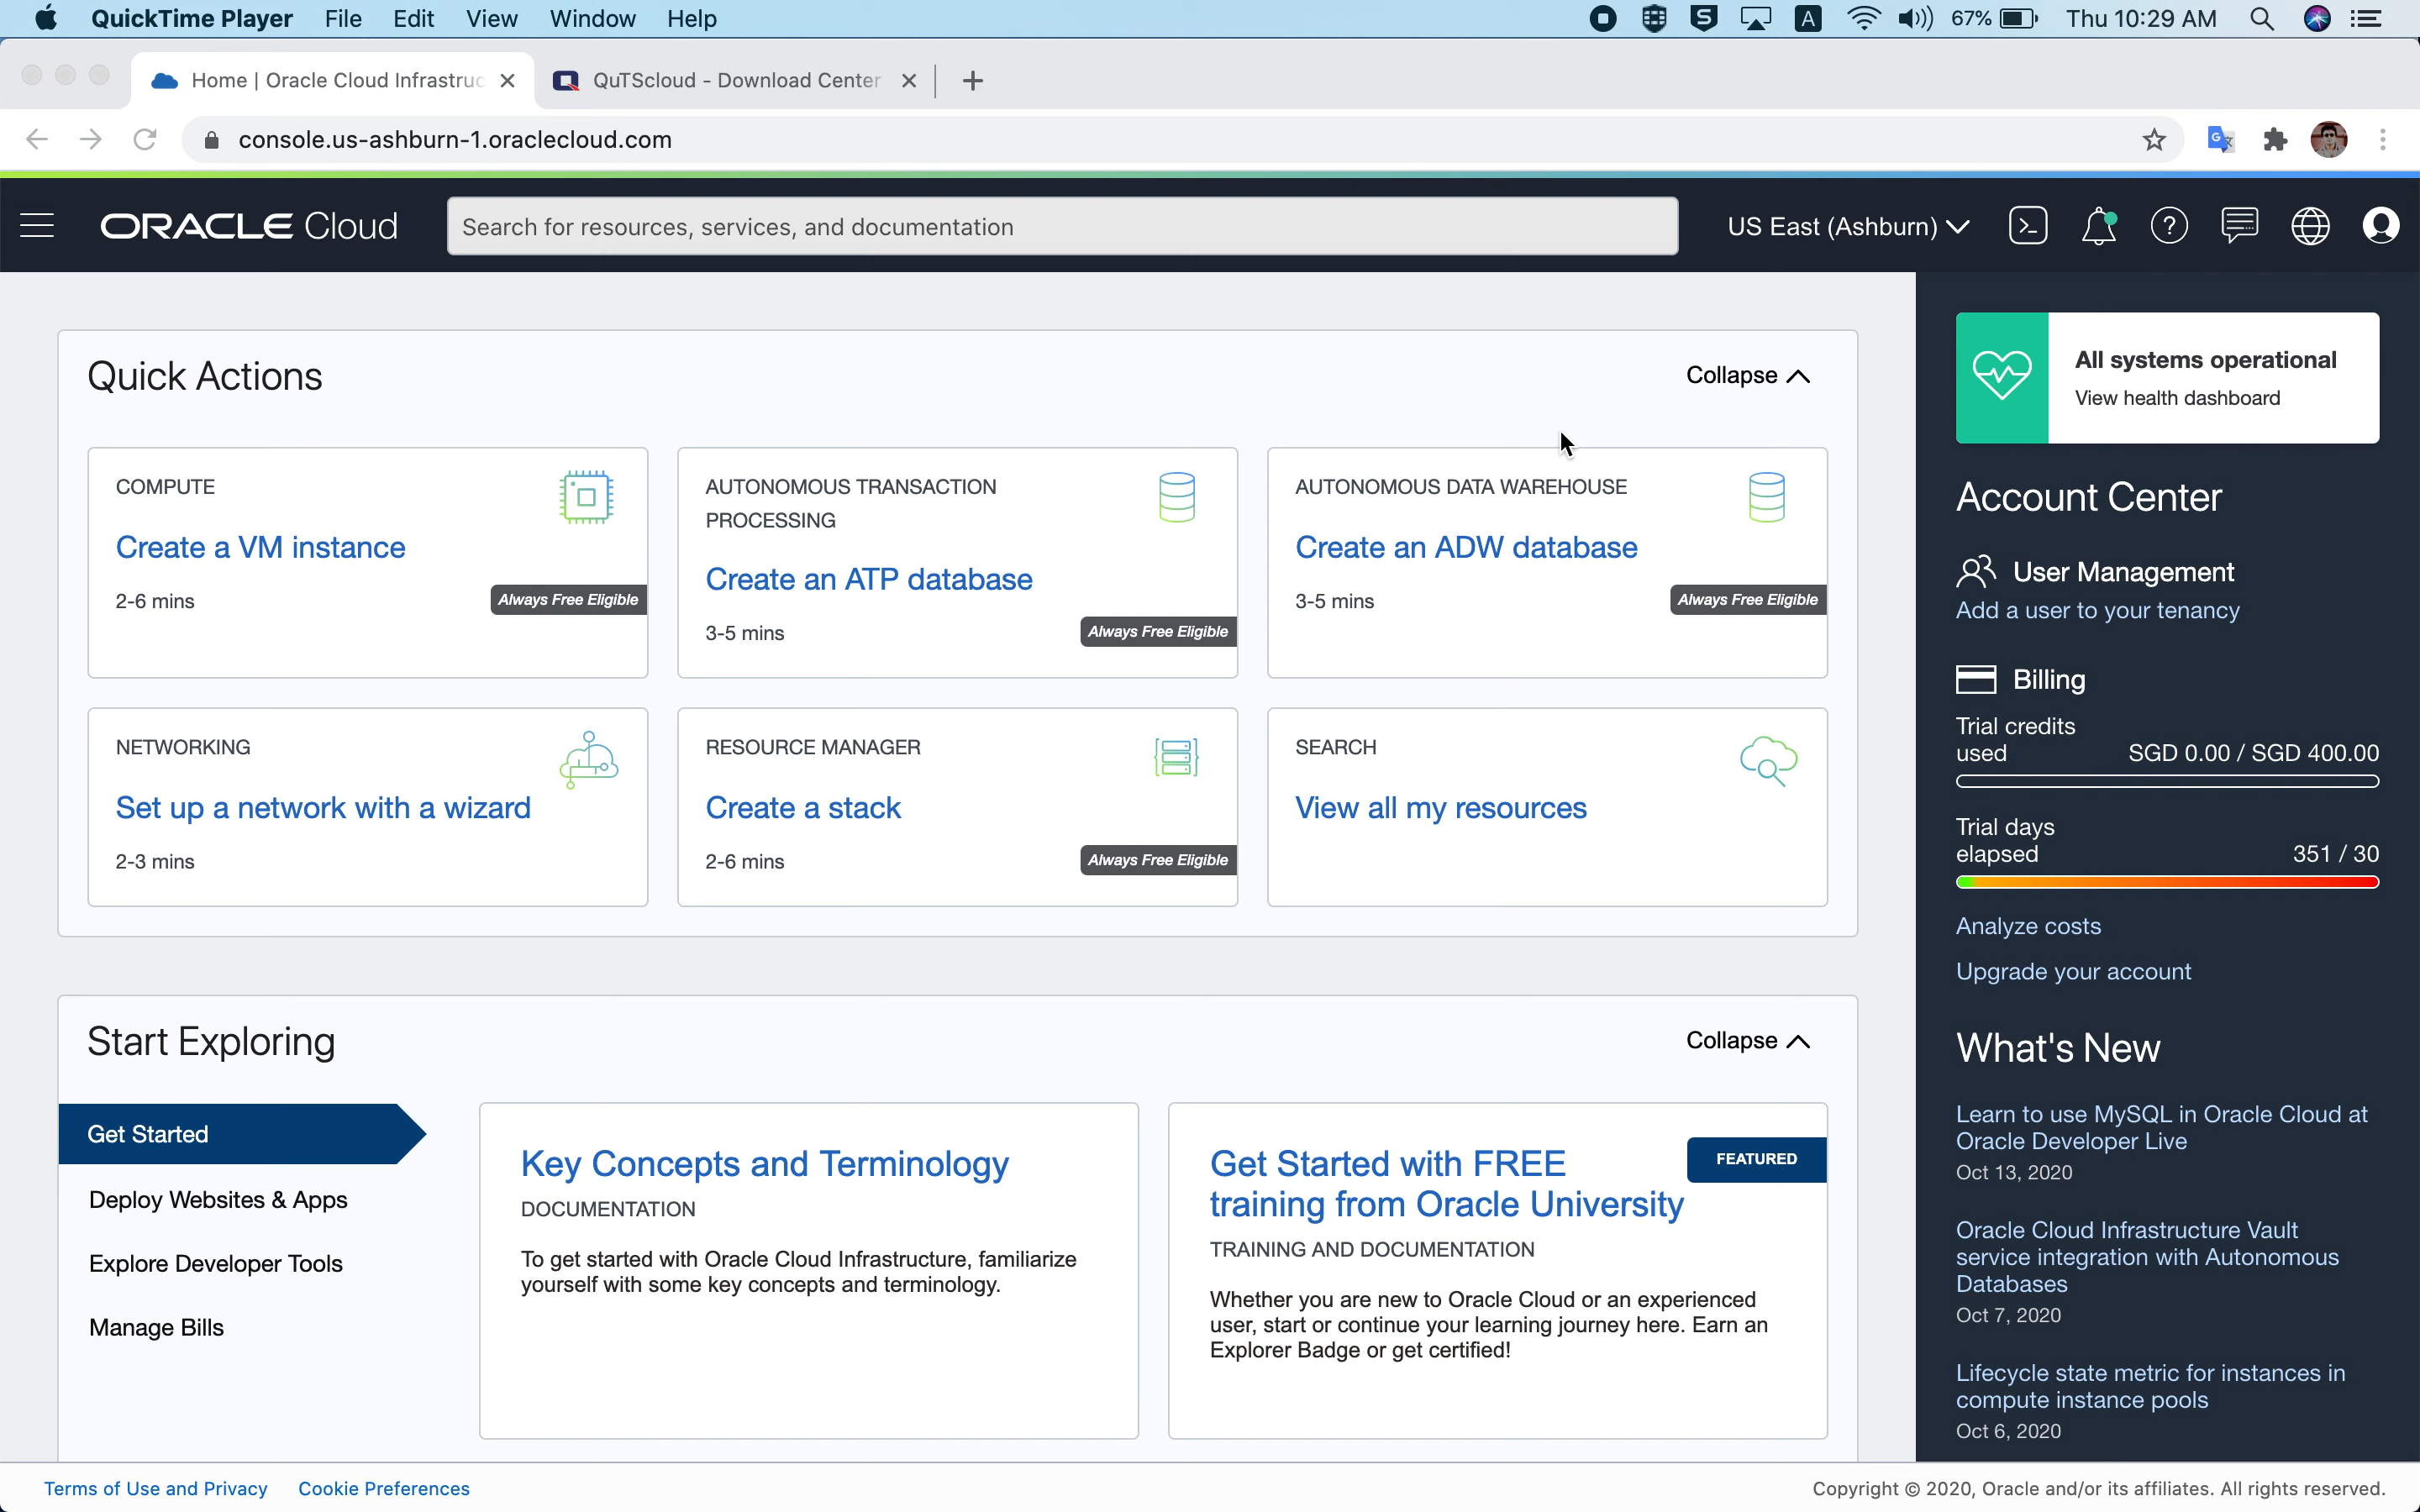 QuickTime Player File Edit View Window Help 67% Thu 10:29 AM
Home | Oracle Cloud Infrastruc QuTScloud - Download Center
console.us-ashburn-1.oraclecloud.com
ORACLE Cloud Search for resources, services, and documentation US East (Ashburn)
Quick Actions
Collapse
COMPUTE
Create a VM instance
2-6 mins
Always Free Eligible
AUTONOMOUS TRANSACTION
PROCESSING
Create an ATP database
3-5 mins
Always Free Eligible
AUTONOMOUS DATA WAREHOUSE
Create an ADW database
3-5 mins
Always Free Eligible
NETWORKING
Set up a network with a wizard
2-3 mins
RESOURCE MANAGER
Create a stack
2-6 mins
Always Free Eligible
SEARCH
View all my resources
Start Exploring
Collapse
Get Started
Deploy Websites & Apps
Explore Developer Tools
Manage Bills
Key Concepts and Terminology
DOCUMENTATION
To get started with Oracle Cloud Infrastructure, familiarize
yourself with some key concepts and terminology.
FEATURED
Get Started with FREE
training from Oracle University
TRAINING AND DOCUMENTATION
Whether you are new to Oracle Cloud or an experienced
user, start or continue your learning journey here. Earn an
Explorer Badge or get certified!
All systems operational
View health dashboard
Account Center
User Management
Add a user to your tenancy
Billing
Trial credits
used SGD 0.00 / SGD 400.00
Trial days
elapsed 351 / 30
Analyze costs
Upgrade your account
What's New
Learn to use MySQL in Oracle Cloud at
Oracle Developer Live
Oct 13, 2020
Oracle Cloud Infrastructure Vault
service integration with Autonomous
Databases
Oct 7, 2020
Lifecycle state metric for instances in
compute instance pools
Oct 6, 2020
Terms of Use and Privacy Cookie Preferences
Copyright © 2020, Oracle and/or its affiliates. All rights reserved.